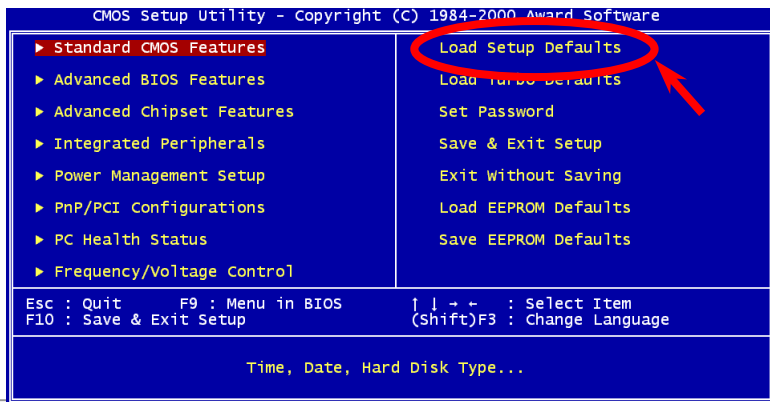 CMOS Setup Utility - Copyright (C) 1984-2000 Award Software
▶ Standard CMOS Features
▶ Advanced BIOS Features
▶ Advanced Chipset Features
▶ Integrated Peripherals
▶ Power Management Setup
▶ PnP/PCI Configurations
▶ PC Health Status
▶ Frequency/Voltage Control
Load Setup Defaults
Load Turbo Defaults
Set Password
Save & Exit Setup
Exit Without Saving
Load EEPROM Defaults
Save EEPROM Defaults
Esc : Quit F9 : Menu in BIOS ↑ ↓ → ← : Select Item
F10 : Save & Exit Setup (Shift)F3 : Change Language
Time, Date, Hard Disk Type...